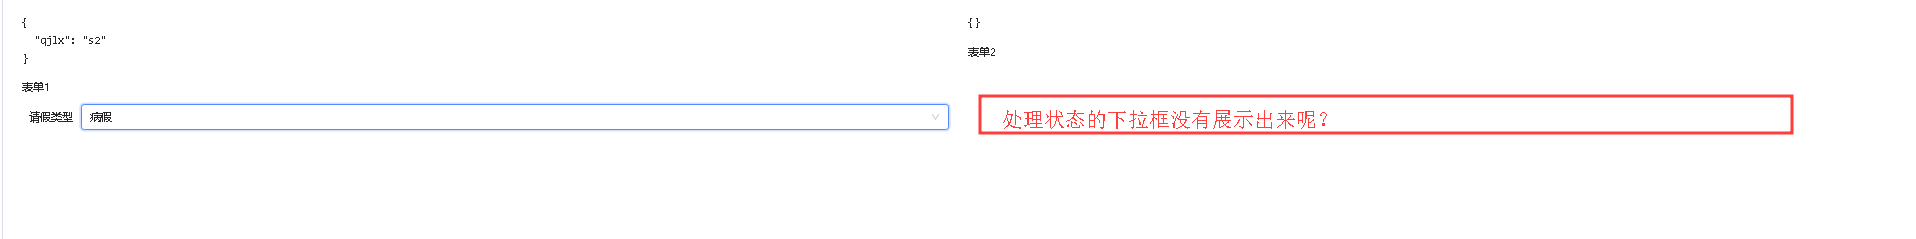 {
"qjlx": "s2"
}
表单1
请假类型 病假
{}
表单2
处理状态的下拉框没有展示出来呢?